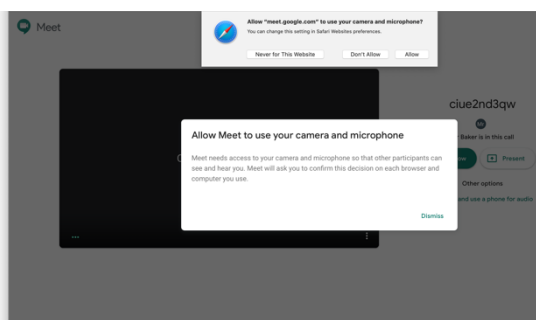 Allow "meet.google.com" to use your camera and microphone?
You can change this setting in Safari Websites preferences.
Never for This Website
Don't Allow
Allow
Meet
ciue2nd3qw
Baker is in this call
Present
Other options
and use a phone for audio
Allow Meet to use your camera and microphone
Meet needs access to your camera and microphone so that other participants can
see and hear you. Meet will ask you to confirm this decision on each browser and
computer you use.
Dismiss